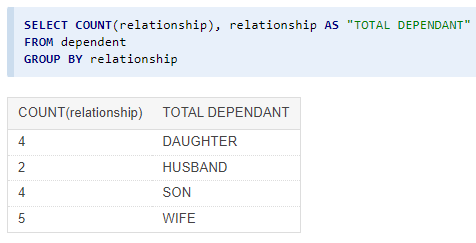 SELECT COUNT(relationship), relationship AS "TOTAL DEPENDANT"
FROM dependent
GROUP BY relationship
COUNT(relationship) TOTAL DEPENDANT
4 DAUGHTER
2 HUSBAND
4 SON
5 WIFE